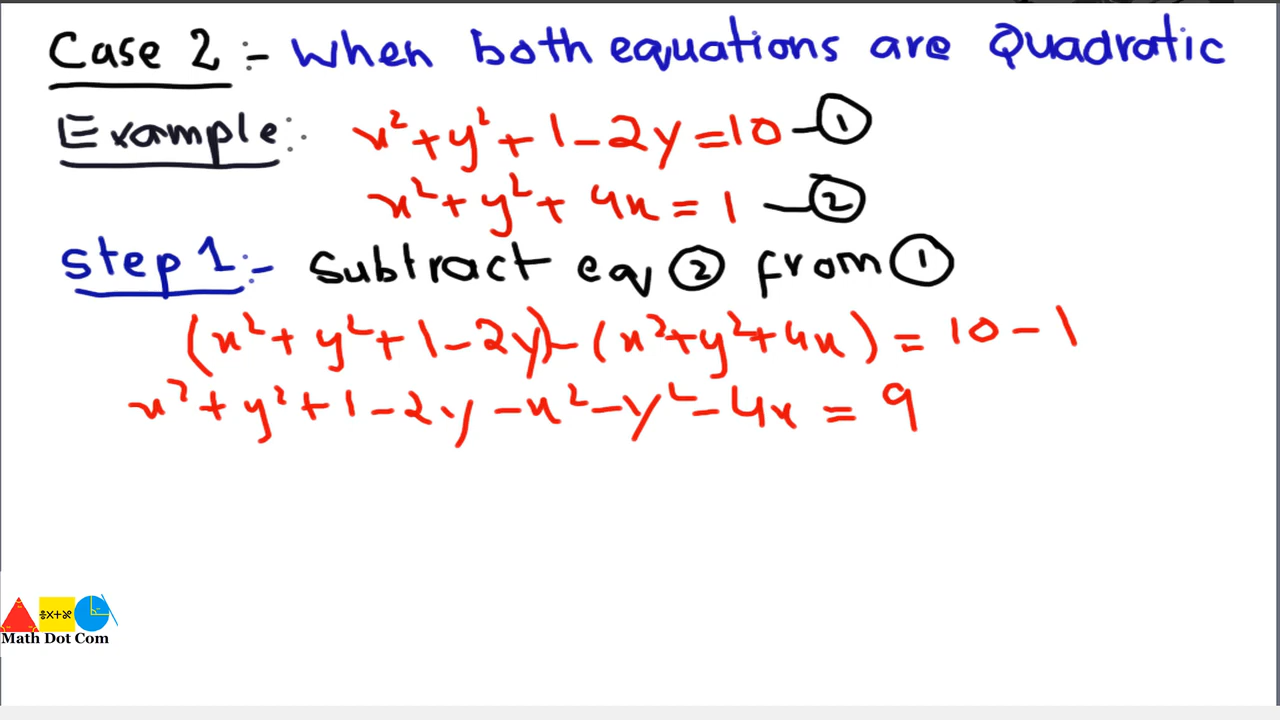 Case 2 :- When both equations are Quadratic
Example:- x² + y² + 1 - 2y = 10 — ①
x² + y² + 4x = 1 — ②
step 1 :- Subtract eq ② from ①
(x² + y² + 1 - 2y) - (x² + y² + 4x) = 10 - 1
x² + y² + 1 - 2y - x² - y² - 4x = 9
Math Dot Com